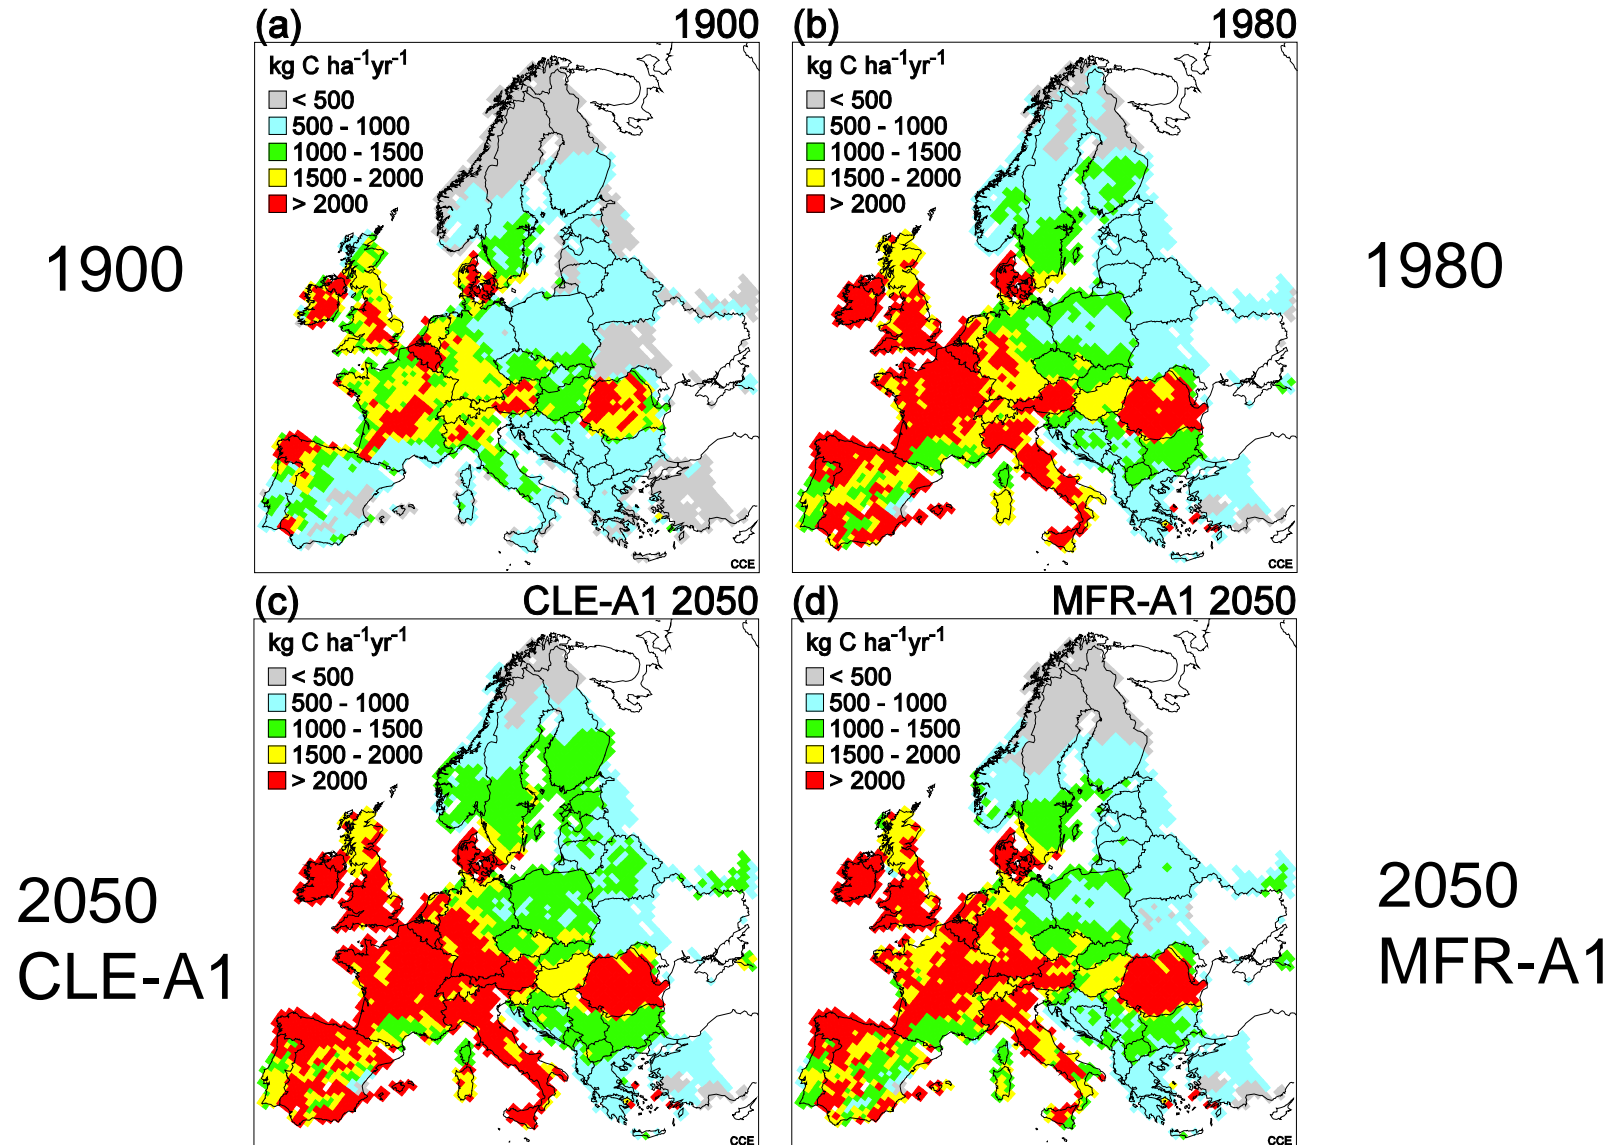 (a) 1900
kg C ha⁻¹yr⁻¹
< 500
500 - 1000
1000 - 1500
1500 - 2000
> 2000
CCE
1900
(b) 1980
kg C ha⁻¹yr⁻¹
< 500
500 - 1000
1000 - 1500
1500 - 2000
> 2000
CCE
1980
(c) CLE-A1 2050
kg C ha⁻¹yr⁻¹
< 500
500 - 1000
1000 - 1500
1500 - 2000
> 2000
CCE
2050
CLE-A1
(d) MFR-A1 2050
kg C ha⁻¹yr⁻¹
< 500
500 - 1000
1000 - 1500
1500 - 2000
> 2000
CCE
2050
MFR-A1